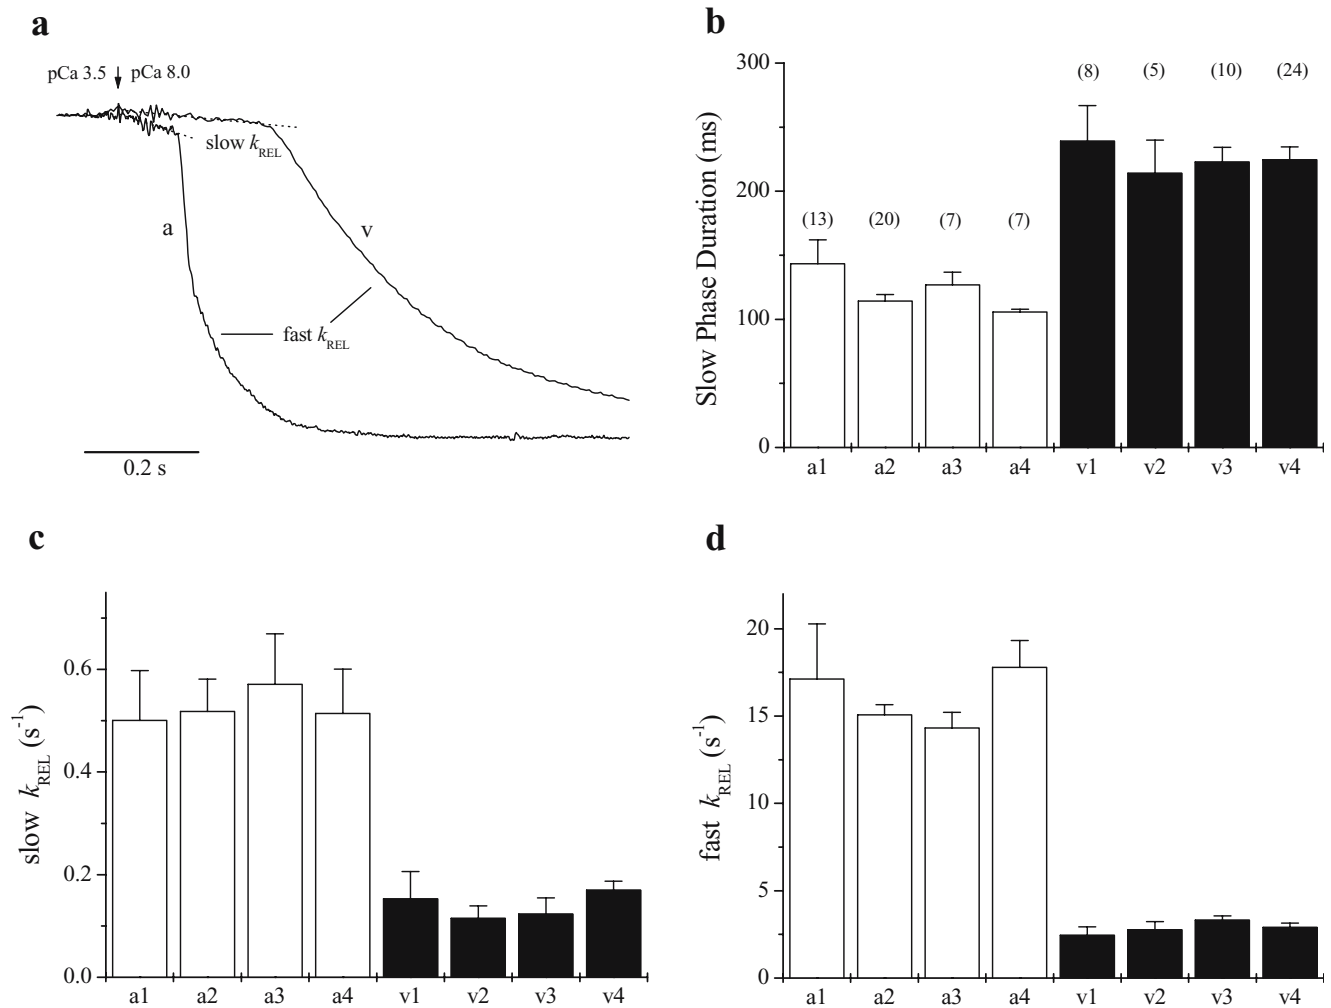 a
pCa 3.5 pCa 8.0
slow k_REL
a
v
fast k_REL
0.2 s
b
Slow Phase Duration (ms)
300
200
100
0
(13) (20) (7) (7) (8) (5) (10) (24)
a1 a2 a3 a4 v1 v2 v3 v4
c
slow k_REL (s⁻¹)
0.6
0.4
0.2
0.0
a1 a2 a3 a4 v1 v2 v3 v4
d
fast k_REL (s⁻¹)
20
15
10
5
0
a1 a2 a3 a4 v1 v2 v3 v4